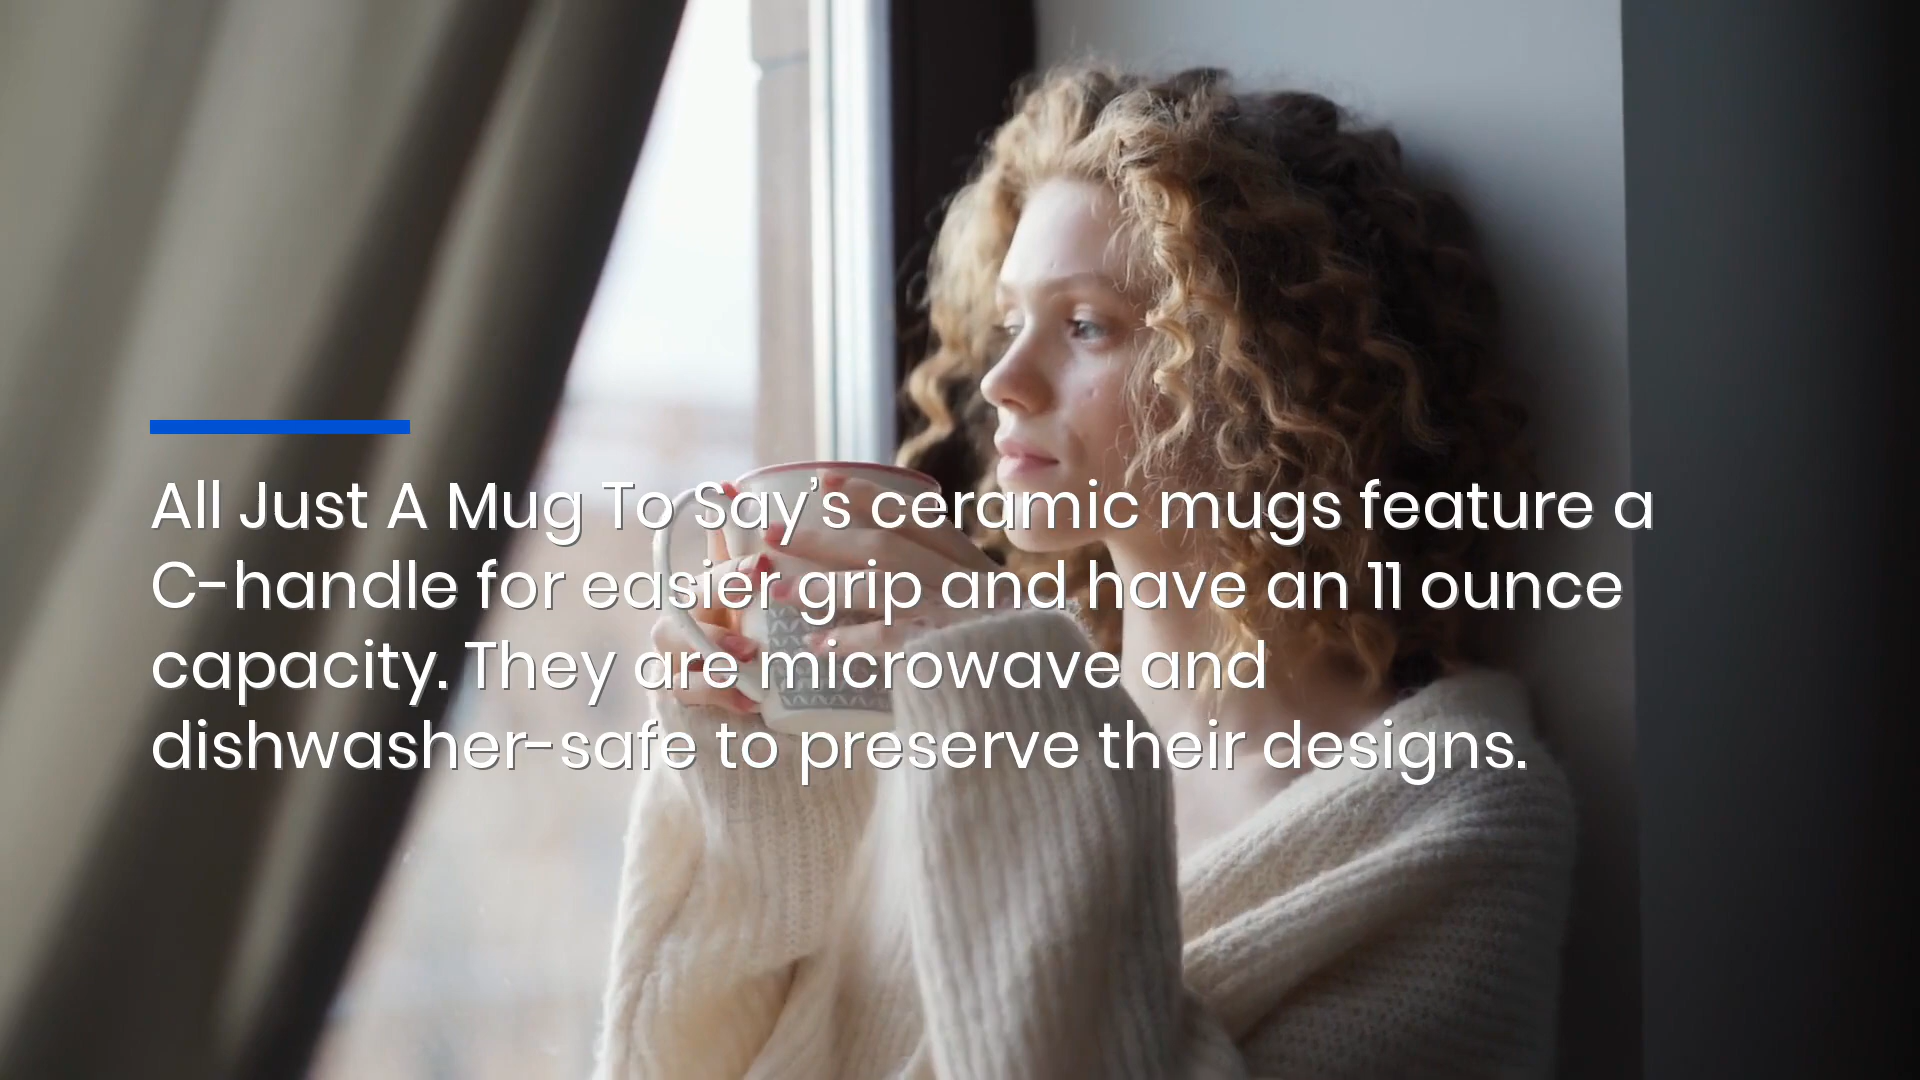 All Just A Mug To Say’s ceramic mugs feature a
C-handle for easier grip and have an 11 ounce
capacity. They are microwave and
dishwasher-safe to preserve their designs.